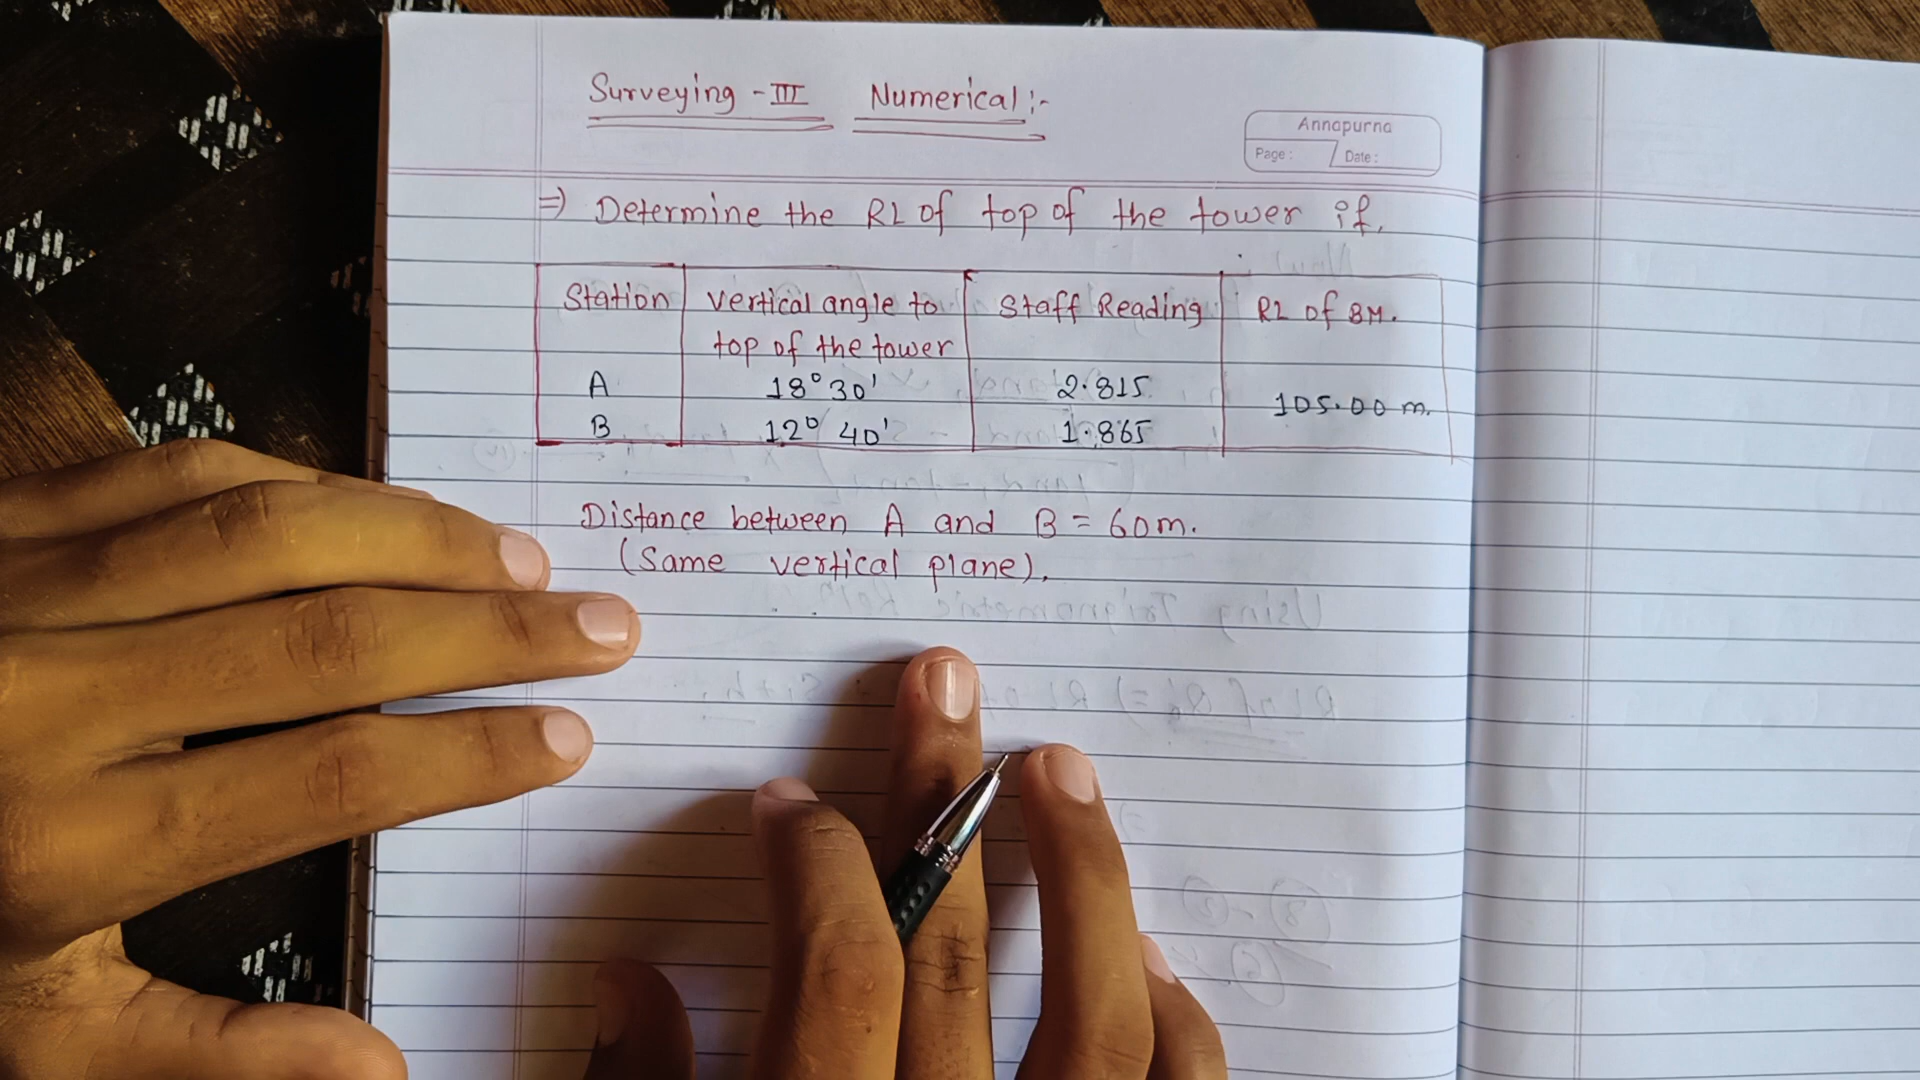 Surveying - III Numerical :-
Annapurna
Page : Date :
⇒ Determine the RL of top of the tower if,
Station Vertical angle to top of the tower Staff Reading RL of BM.
A 18° 30' 2.815 105.00 m.
B 12° 40' 1.865
Distance between A and B = 60m.
(Same vertical plane).